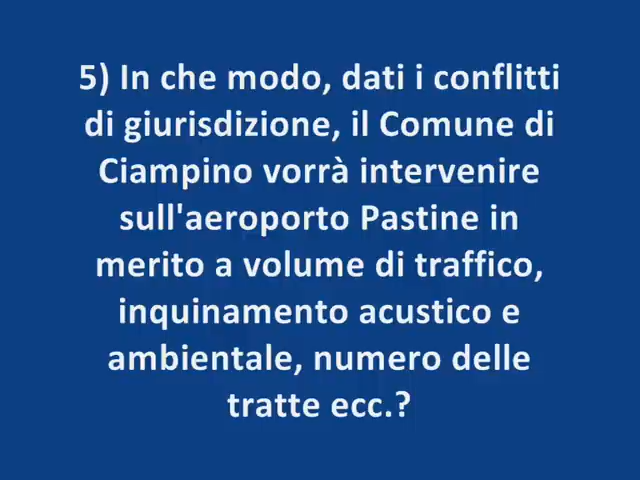 5) In che modo, dati i conflitti
di giurisdizione, il Comune di
Ciampino vorrà intervenire
sull'aeroporto Pastine in
merito a volume di traffico,
inquinamento acustico e
ambientale, numero delle
tratte ecc.?